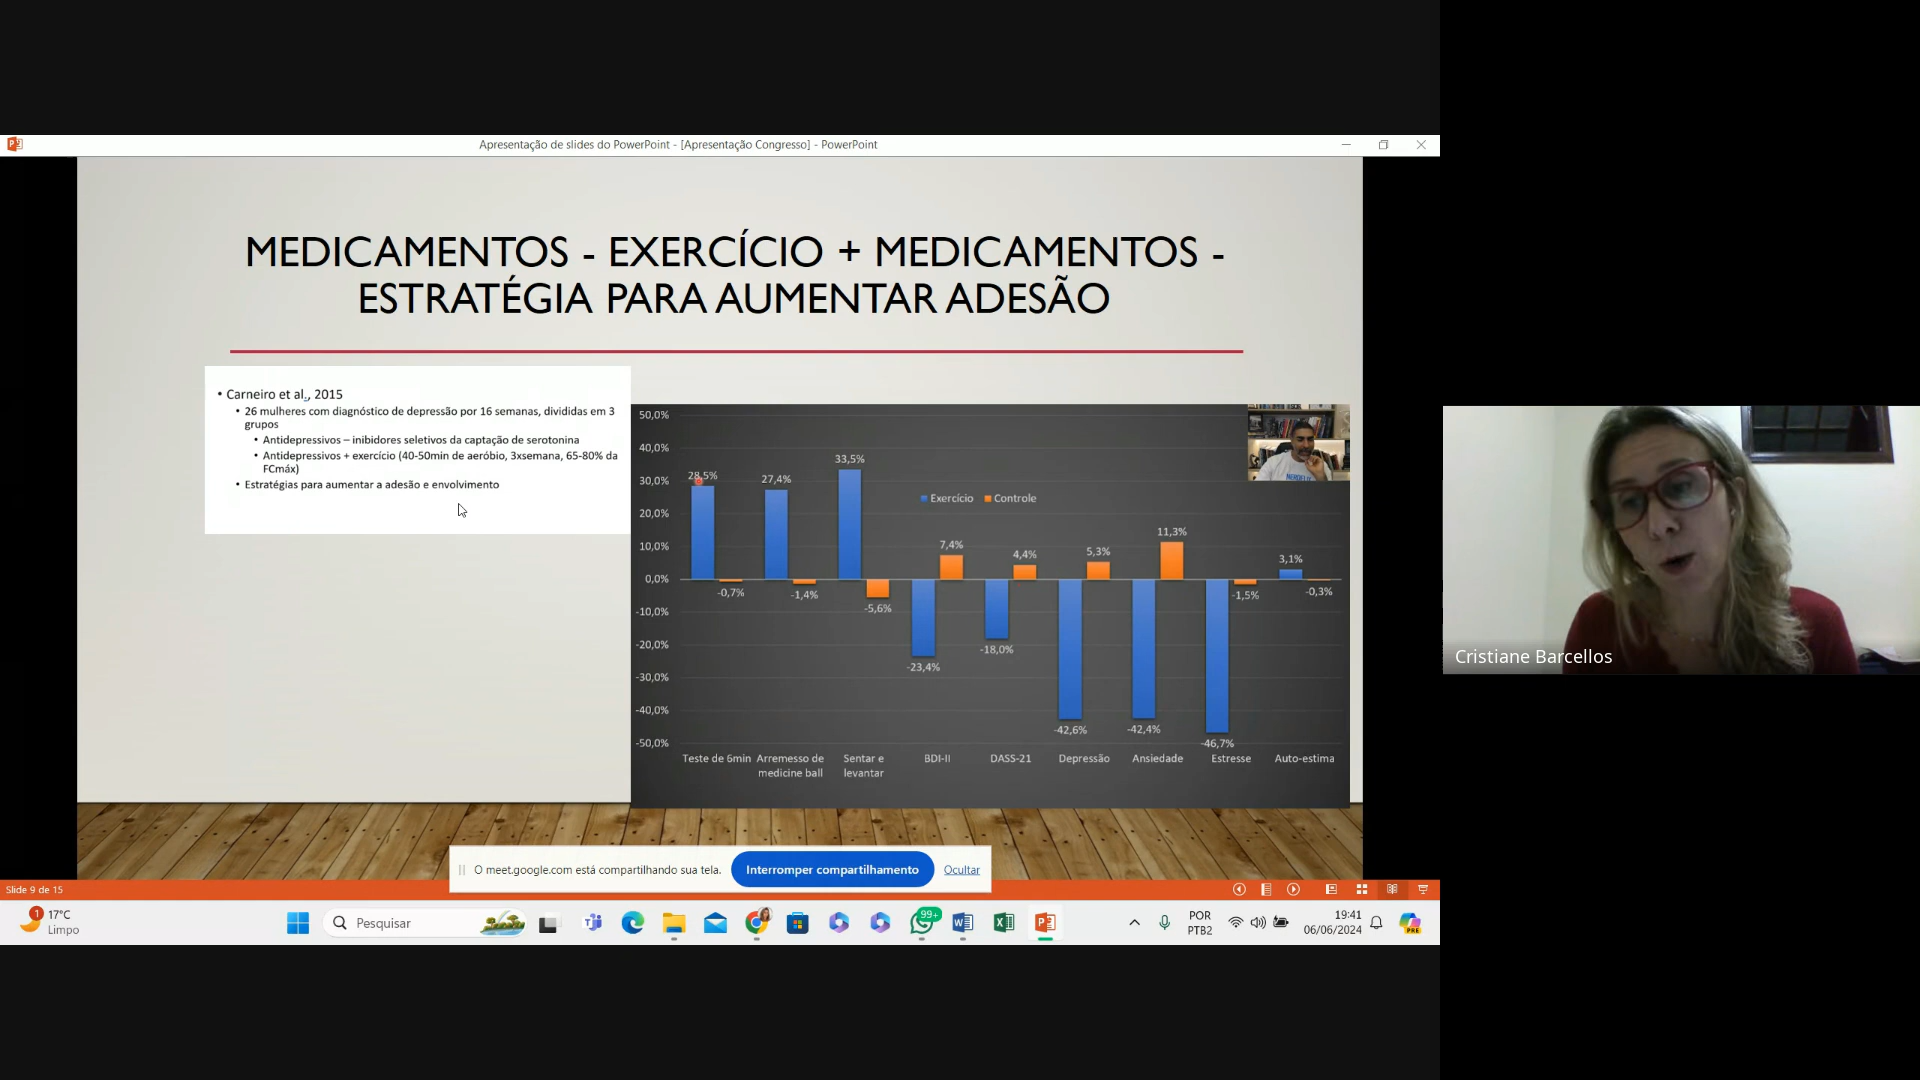 Apresentação de slides do PowerPoint - [Apresentação Congresso] - PowerPoint
MEDICAMENTOS - EXERCÍCIO + MEDICAMENTOS -
ESTRATÉGIA PARA AUMENTAR ADESÃO
• Carneiro et al., 2015
• 26 mulheres com diagnóstico de depressão por 16 semanas, divididas em 3
grupos
• Antidepressivos – inibidores seletivos da captação de serotonina
• Antidepressivos + exercício (40-50min de aeróbio, 3xsemana, 65-80% da
FCmáx)
• Estratégias para aumentar a adesão e envolvimento
50,0%
40,0%
30,0%
20,0%
10,0%
0,0%
-10,0%
-20,0%
-30,0%
-40,0%
-50,0%
Exercício Controle
28,5%
-0,7%
27,4%
-1,4%
33,5%
-5,6%
-23,4%
7,4%
-18,0%
4,4%
-42,6%
5,3%
-42,4%
11,3%
-46,7%
-1,5%
3,1%
-0,3%
Teste de 6min
Arremesso de
medicine ball
Sentar e
levantar
BDI-II
DASS-21
Depressão
Ansiedade
Estresse
Auto-estima
Cristiane Barcellos
O meet.google.com está compartilhando sua tela.
Interromper compartilhamento
Ocultar
Slide 9 de 15
1
17°C
Limpo
Pesquisar
99+
POR
PTB2
19:41
06/06/2024
PRE